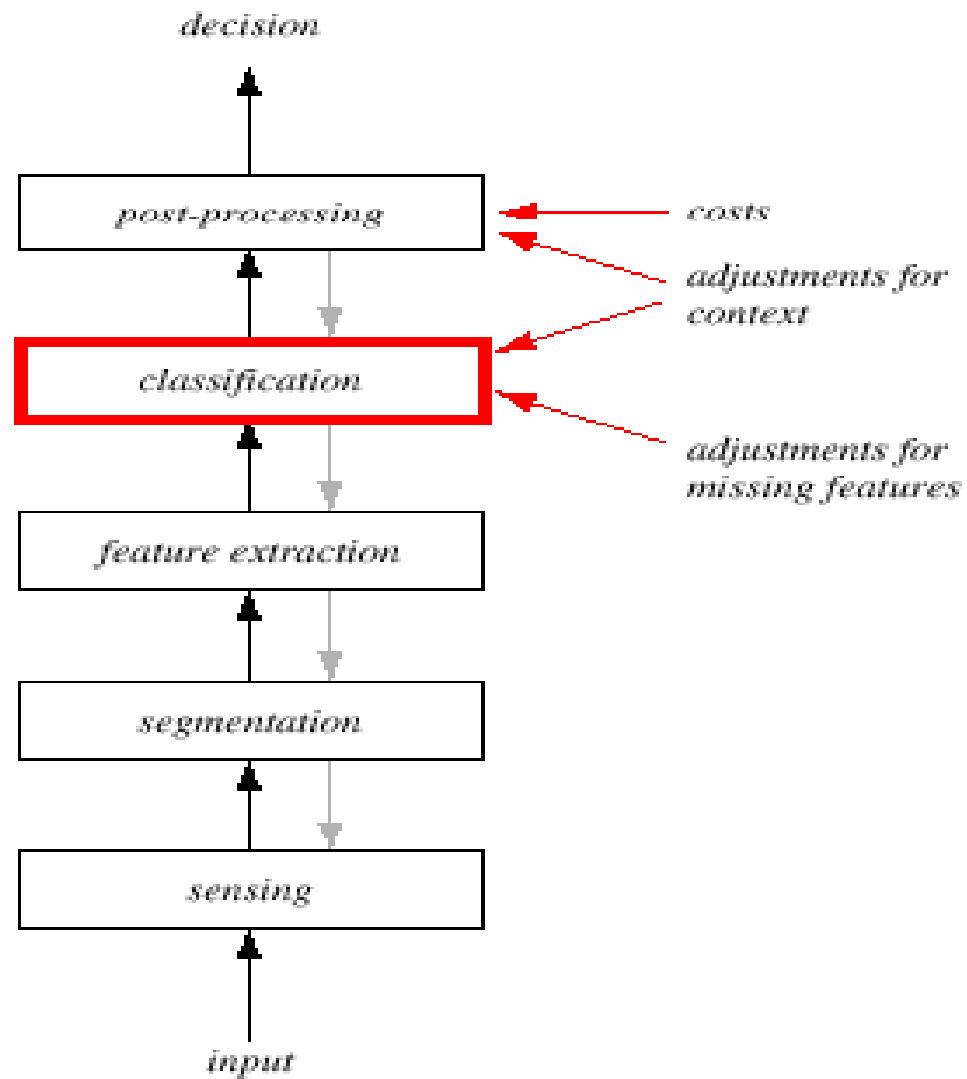 decision
post-processing
costs
adjustments for
context
classification
adjustments for
missing features
feature extraction
segmentation
sensing
input